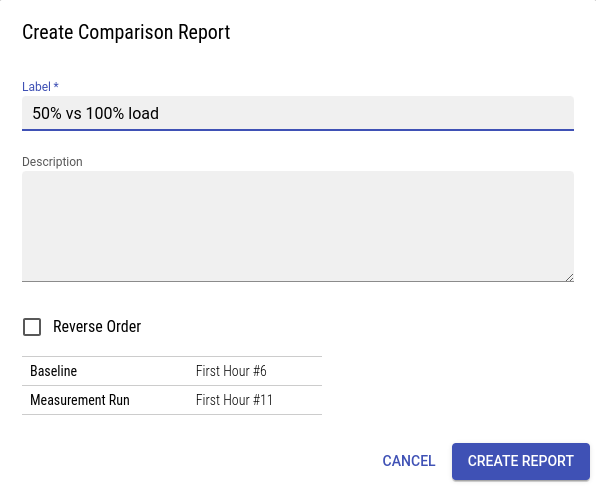 Create Comparison Report
Label *
50% vs 100% load
Description
Reverse Order
Baseline First Hour #6
Measurement Run First Hour #11
CANCEL CREATE REPORT